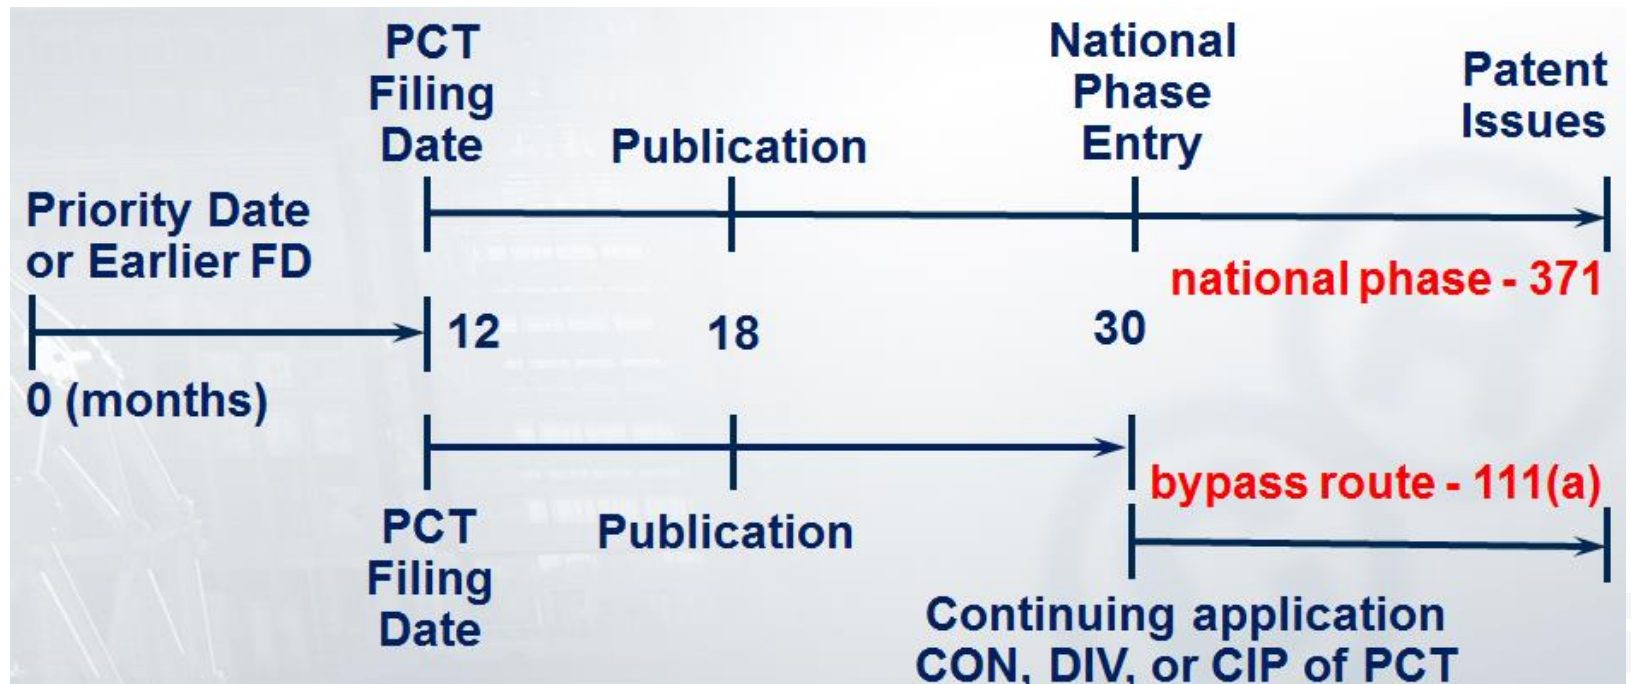 PCT
Filing
Date
Publication
National
Phase
Entry
Patent
Issues
Priority Date
or Earlier FD
national phase - 371
12
18
30
0 (months)
bypass route - 111(a)
PCT
Filing
Date
Publication
Continuing application
CON, DIV, or CIP of PCT